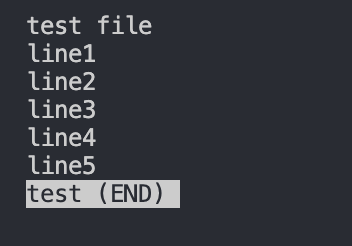 test file
line1
line2
line3
line4
line5
test (END)